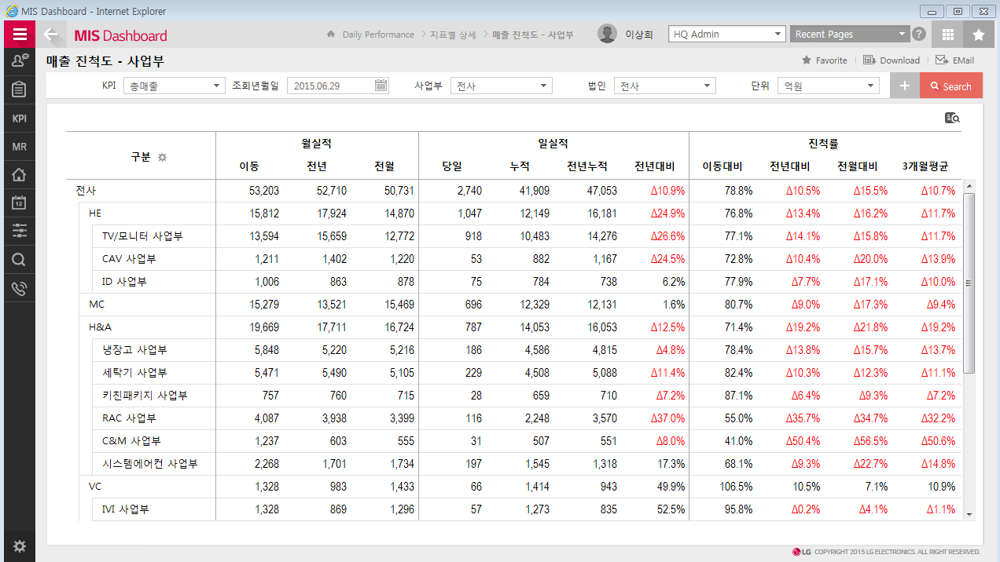 MIS Dashboard - Internet Explorer
MIS Dashboard Daily Performance 지표별 상세 매출 진척도 - 사업부 이상희 HQ Admin Recent Pages ?
매출 진척도 - 사업부 Favorite Download EMail
KPI 총매출 조회년월일 2015.06.29 사업부 전사 법인 전사 단위 억원 + Search
KPI
MR
12
구분 월실적 일실적 진척률
이동 전년 전월 당일 누적 전년누적 전년대비 이동대비 전년대비 전월대비 3개월평균
전사 53,203 52,710 50,731 2,740 41,909 47,053 Δ10.9% 78.8% Δ10.5% Δ15.5% Δ10.7%
HE 15,812 17,924 14,870 1,047 12,149 16,181 Δ24.9% 76.8% Δ13.4% Δ16.2% Δ11.7%
TV/모니터 사업부 13,594 15,659 12,772 918 10,483 14,276 Δ26.6% 77.1% Δ14.1% Δ15.8% Δ11.7%
CAV 사업부 1,211 1,402 1,220 53 882 1,167 Δ24.5% 72.8% Δ10.4% Δ20.0% Δ13.9%
ID 사업부 1,006 863 878 75 784 738 6.2% 77.9% Δ7.7% Δ17.1% Δ10.0%
MC 15,279 13,521 15,469 696 12,329 12,131 1.6% 80.7% Δ9.0% Δ17.3% Δ9.4%
H&A 19,669 17,711 16,724 787 14,053 16,053 Δ12.5% 71.4% Δ19.2% Δ21.8% Δ19.2%
냉장고 사업부 5,848 5,220 5,216 186 4,586 4,815 Δ4.8% 78.4% Δ13.8% Δ15.7% Δ13.7%
세탁기 사업부 5,471 5,490 5,105 229 4,508 5,088 Δ11.4% 82.4% Δ10.3% Δ12.3% Δ11.1%
키친패키지 사업부 757 760 715 28 659 710 Δ7.2% 87.1% Δ6.4% Δ9.3% Δ7.2%
RAC 사업부 4,087 3,938 3,399 116 2,248 3,570 Δ37.0% 55.0% Δ35.7% Δ34.7% Δ32.2%
C&M 사업부 1,237 603 555 31 507 551 Δ8.0% 41.0% Δ50.4% Δ56.5% Δ50.6%
시스템에어컨 사업부 2,268 1,701 1,734 197 1,545 1,318 17.3% 68.1% Δ9.3% Δ22.7% Δ14.8%
VC 1,328 983 1,433 66 1,414 943 49.9% 106.5% 10.5% 7.1% 10.9%
IVI 사업부 1,328 869 1,296 57 1,273 835 52.5% 95.8% Δ0.2% Δ4.1% Δ1.1%
LG COPYRIGHT 2015 LG ELECTRONICS. ALL RIGHT RESERVED.